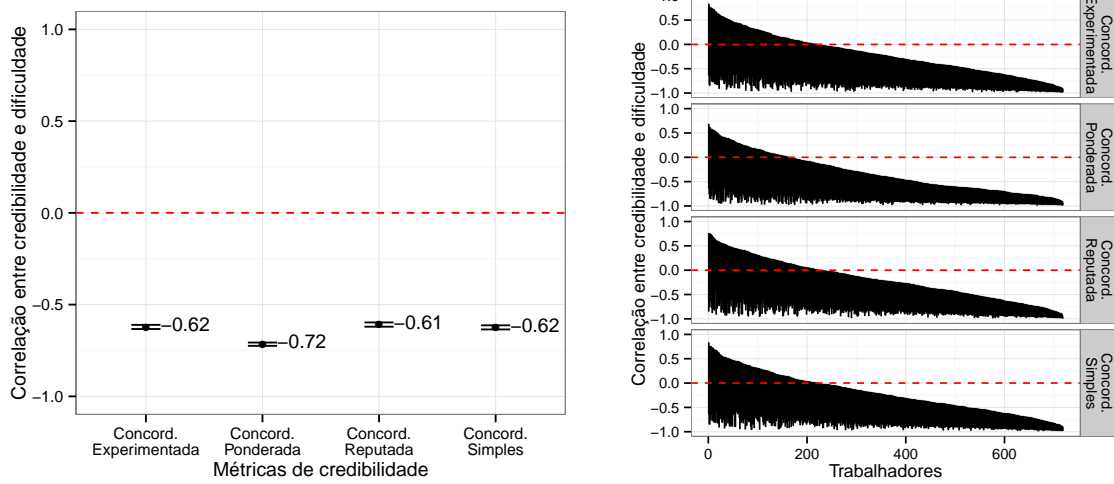 Correlação entre credibilidade e dificuldade
1.0
0.5
0.0
−0.5
−1.0
−0.62
−0.72
−0.61
−0.62
Concord.
Experimentada
Concord.
Ponderada
Concord.
Reputada
Concord.
Simples
Métricas de credibilidade
Correlação entre credibilidade e dificuldade
1.0
0.5
0.0
−0.5
−1.0
Concord.
Experimentada
1.0
0.5
0.0
−0.5
−1.0
Concord.
Ponderada
1.0
0.5
0.0
−0.5
−1.0
Concord.
Reputada
1.0
0.5
0.0
−0.5
−1.0
Concord.
Simples
0
200
400
600
Trabalhadores